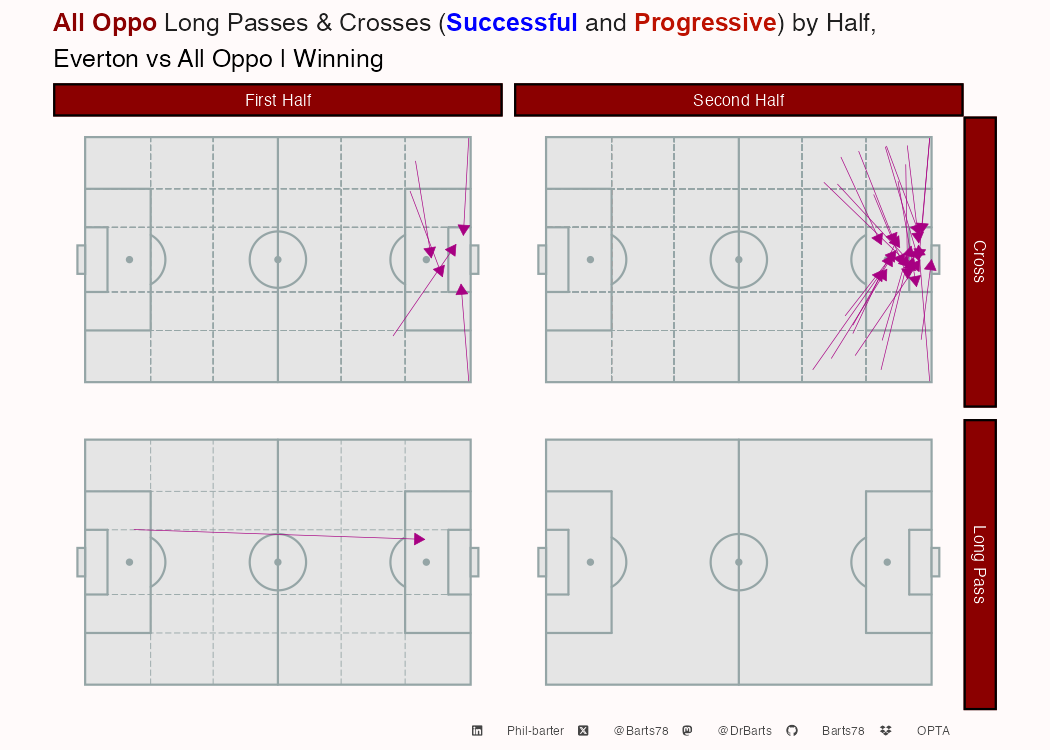 All Oppo Long Passes & Crosses (Successful and Progressive) by Half,
Everton vs All Oppo I Winning
First Half
Second Half
Cross
Long Pass
Phil-barter @Barts78 @DrBarts Barts78 OPTA